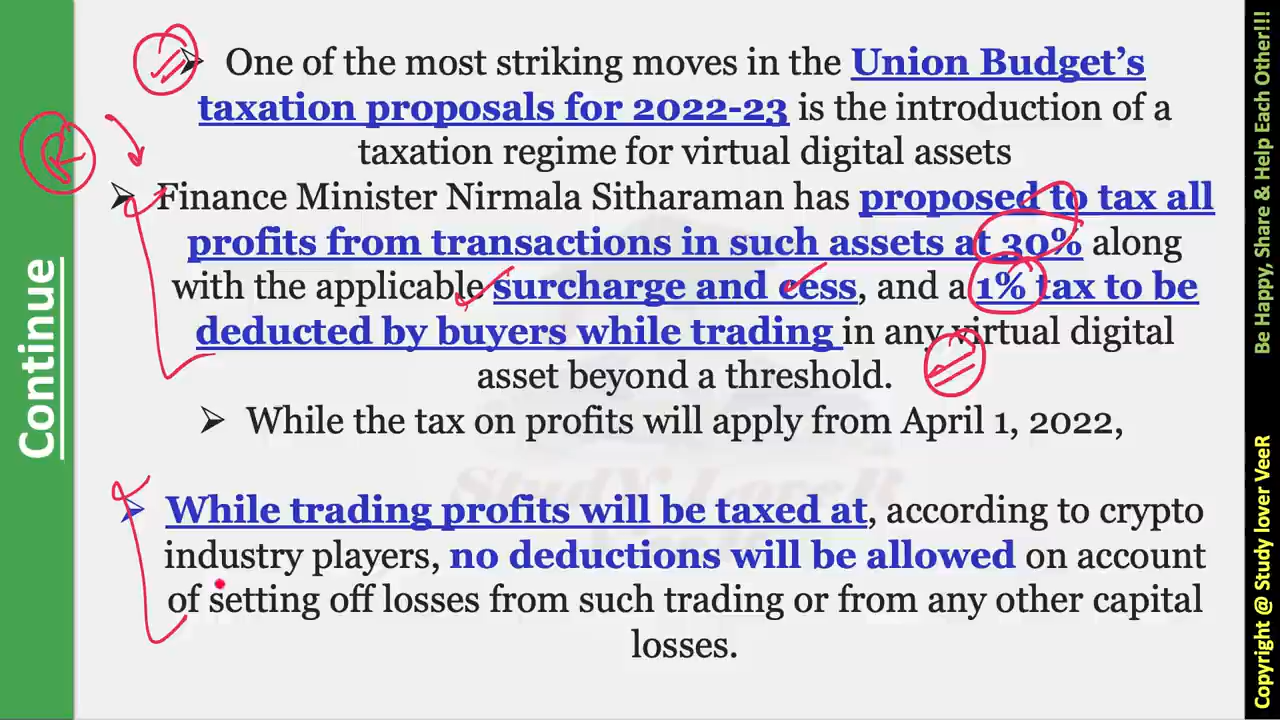 Continue
➢ One of the most striking moves in the Union Budget's
taxation proposals for 2022-23 is the introduction of a
taxation regime for virtual digital assets
➢ Finance Minister Nirmala Sitharaman has proposed to tax all
profits from transactions in such assets at 30% along
with the applicable surcharge and cess, and a 1% tax to be
deducted by buyers while trading in any virtual digital
asset beyond a threshold.
➢ While the tax on profits will apply from April 1, 2022,
➢ While trading profits will be taxed at, according to crypto
industry players, no deductions will be allowed on account
of setting off losses from such trading or from any other capital
losses.
Copyright @ Study lover VeeR
Be Happy, Share & Help Each Other!!!